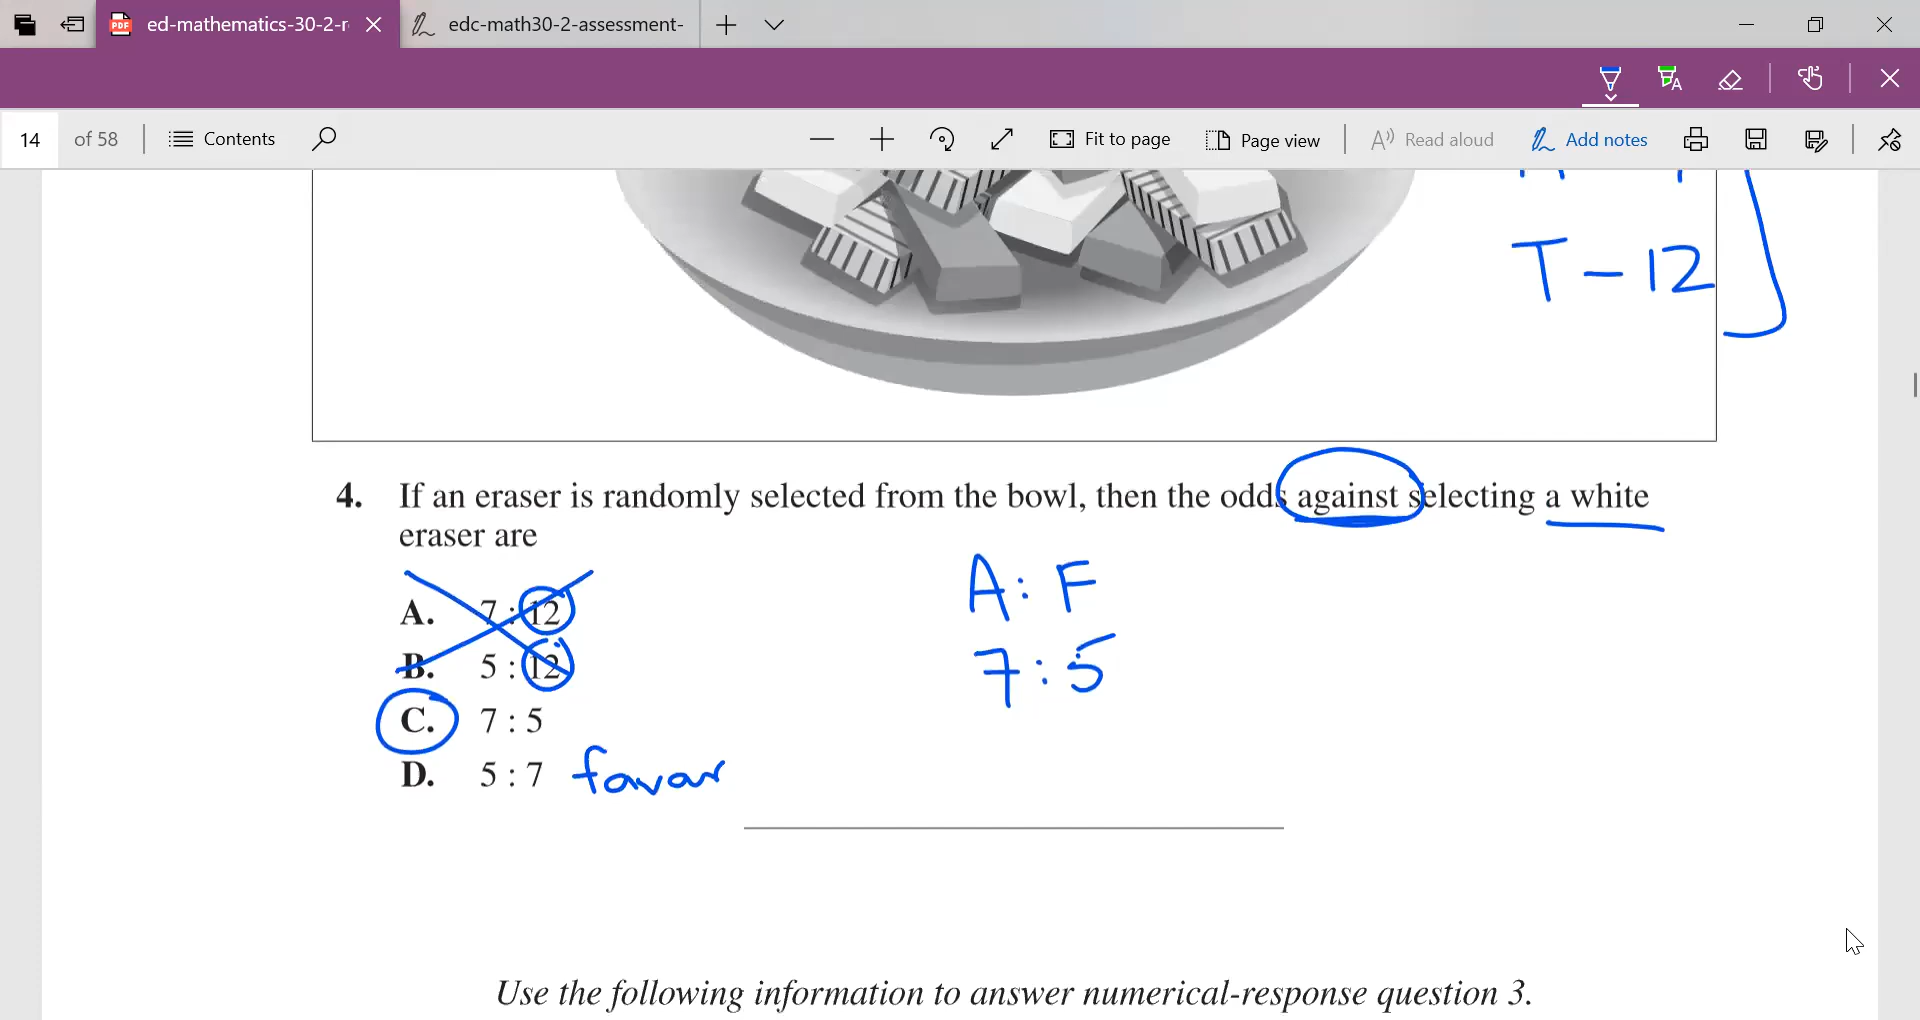 ed-mathematics-30-2-r
edc-math30-2-assessment-
14 of 58
Contents
Fit to page
Page view
Read aloud
Add notes
T - 12
4. If an eraser is randomly selected from the bowl, then the odds against selecting a white
eraser are
A : F
A. 7 : 12
B. 5 : 12
7 : 5
C. 7 : 5
D. 5 : 7 favour
Use the following information to answer numerical-response question 3.